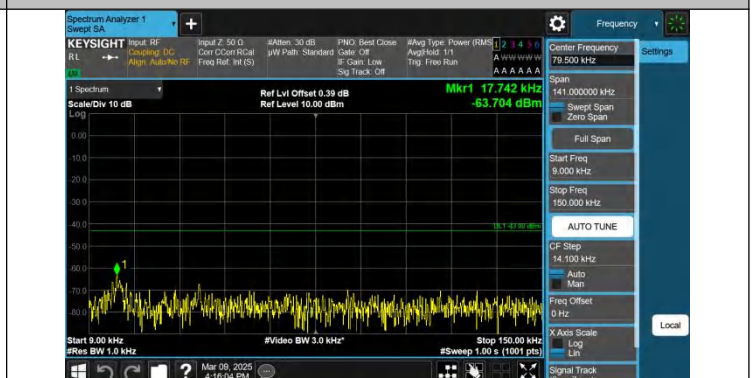 Spectrum Analyzer 1
Swept SA
+
Frequency
KEYSIGHT
RL
Input: RF
Coupling: DC
Align: Auto/No RF
Input Z: 50 Ω
Corr CCorr RCal
Freq Ref: Int (S)
#Atten: 30 dB
µW Path: Standard
PNO: Best Close
Gate: Off
IF Gain: Low
Sig Track: Off
#Avg Type: Power (RMS)
Avg|Hold: 1/1
Trig: Free Run
1 2 3 4 5 6
A W W W W W
A A A A A A
1 Spectrum
Scale/Div 10 dB
Log
Ref Lvl Offset 0.39 dB
Ref Level 10.00 dBm
Mkr1 17.742 kHz
-63.704 dBm
0.00
-10.0
-20.0
-30.0
-40.0
-50.0
-60.0
-70.0
-80.0
1
Start 9.00 kHz
#Res BW 1.0 kHz
#Video BW 3.0 kHz*
Stop 150.00 kHz
#Sweep 1.00 s (1001 pts)
Mar 09, 2025
4:16:04 PM
?
Center Frequency
79.500 kHz
Settings
Span
141.000000 kHz
Swept Span
Zero Span
Full Span
Start Freq
9.000 kHz
Stop Freq
150.000 kHz
AUTO TUNE
CF Step
14.100 kHz
Auto
Man
Freq Offset
0 Hz
X Axis Scale
Log
Lin
Local
Signal Track